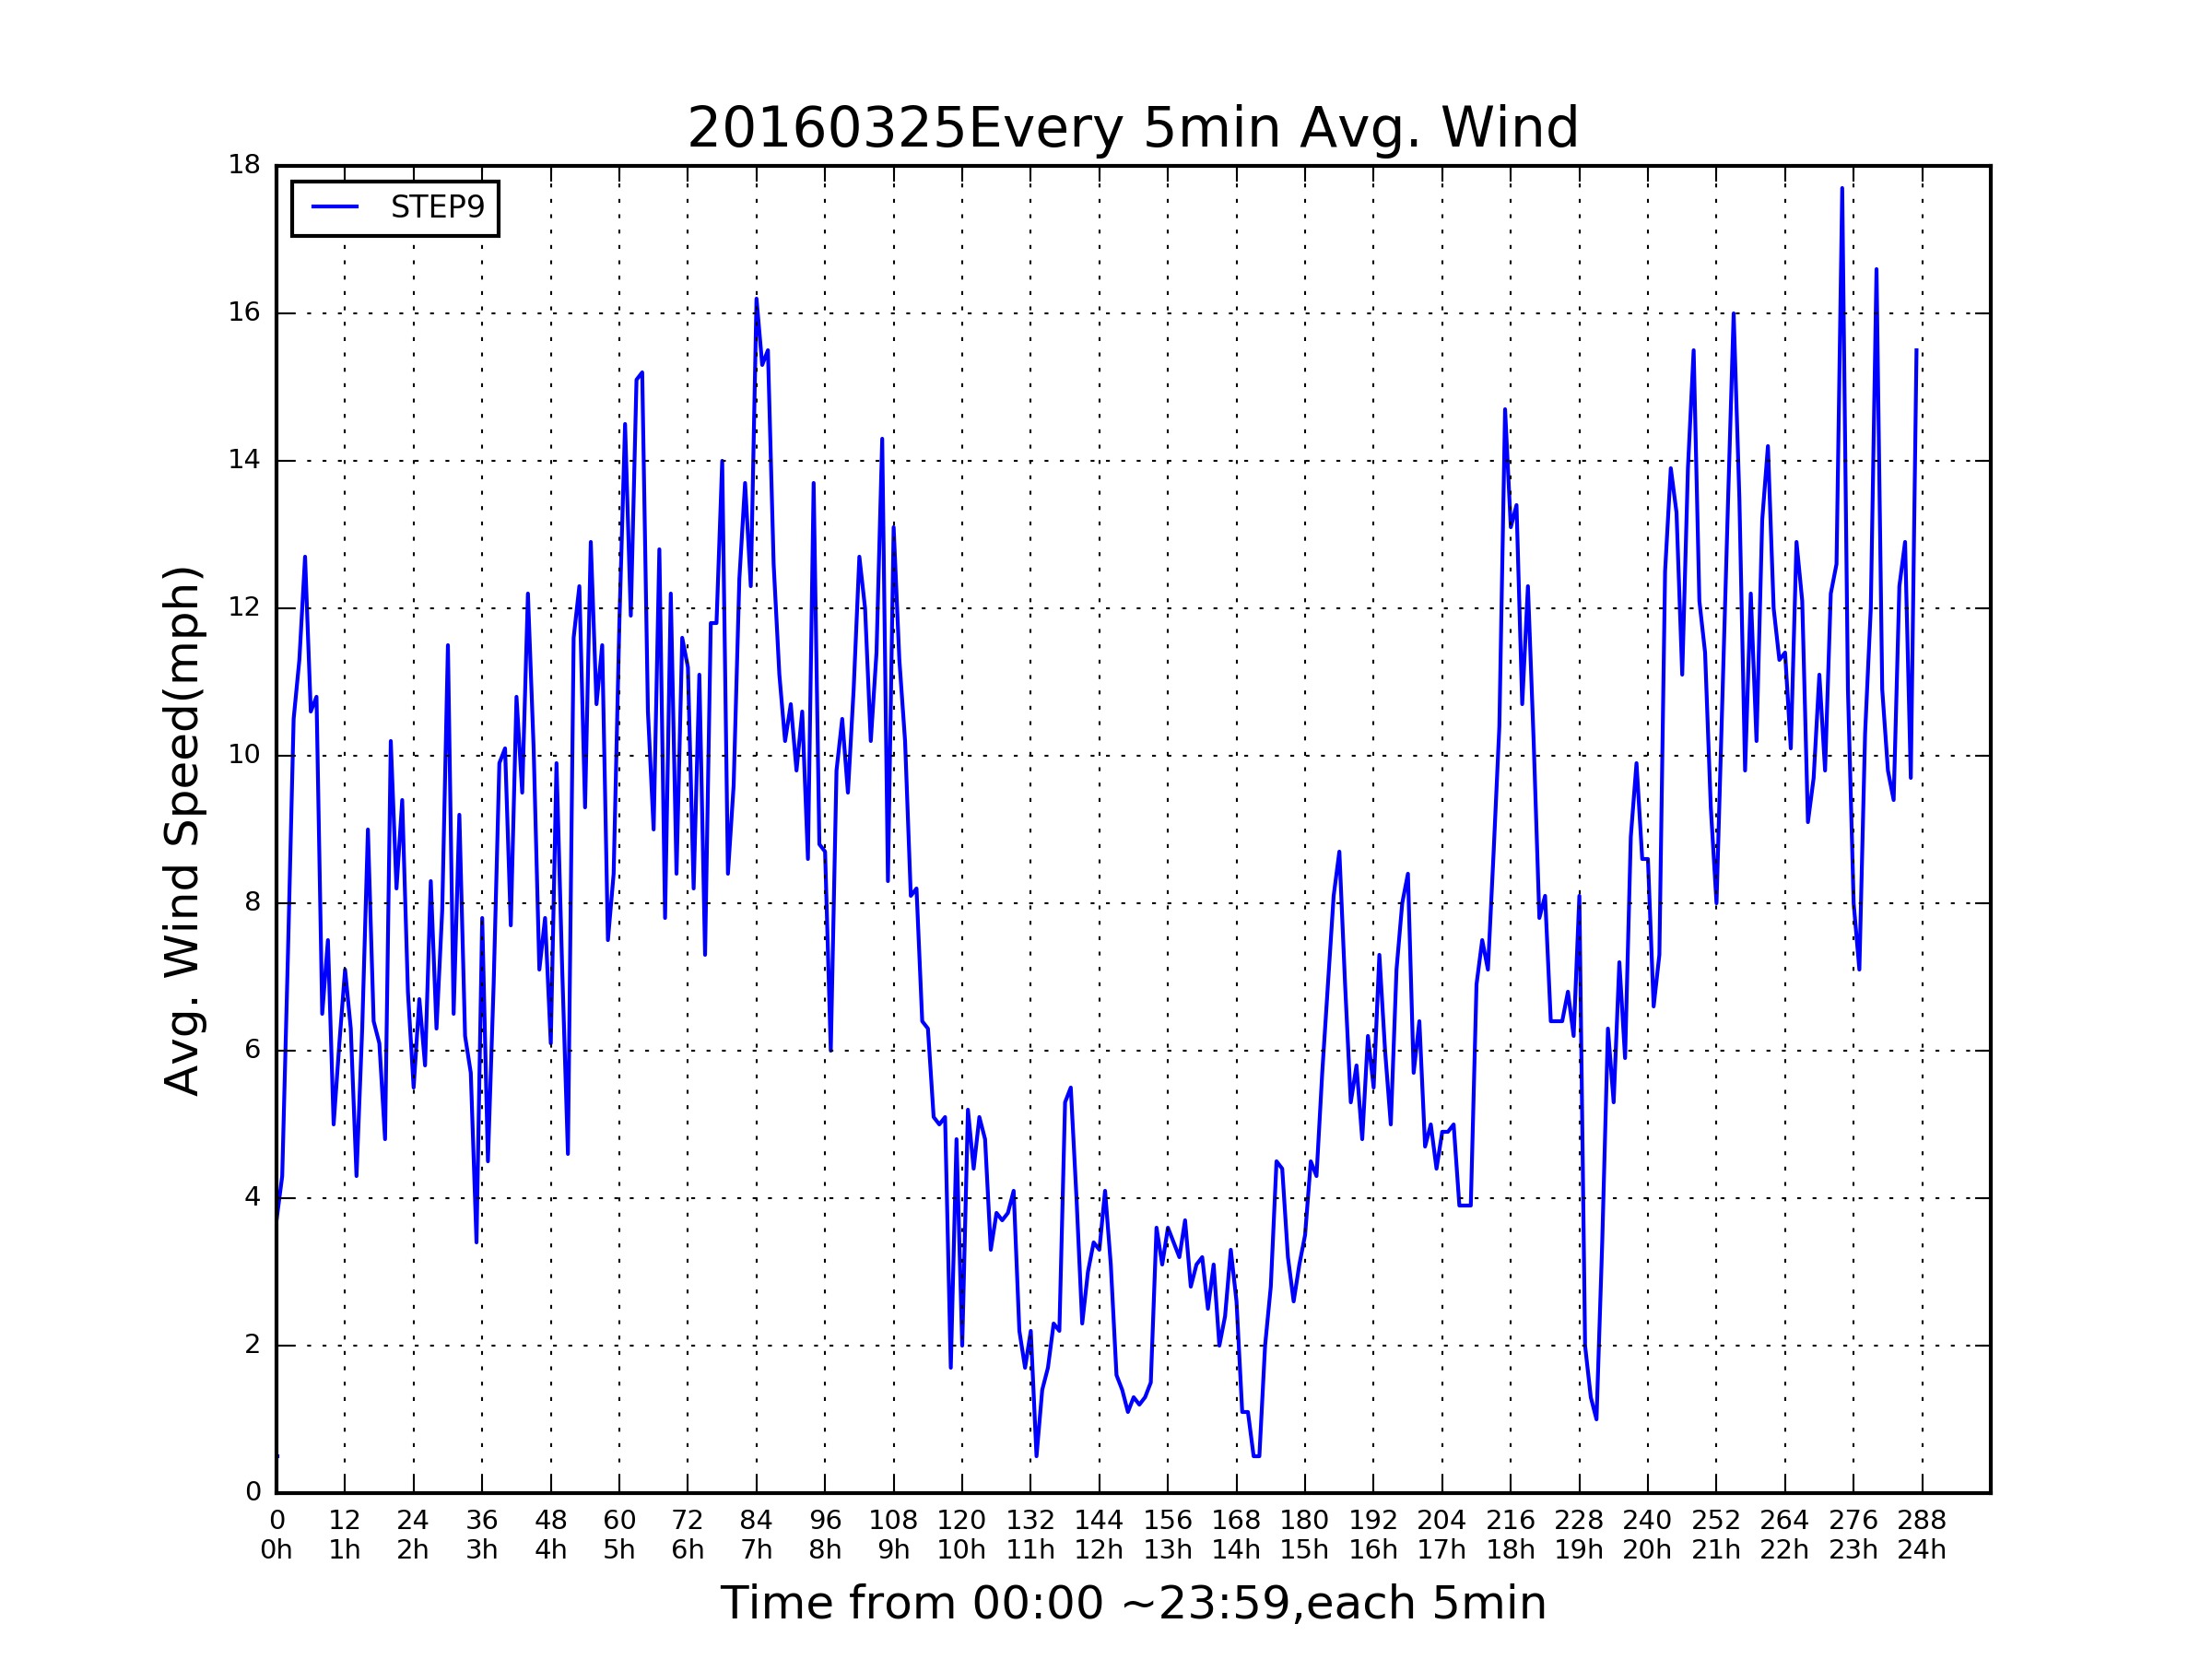 20160325Every 5min Avg. Wind
STEP9
Avg. Wind Speed(mph)
18
16
14
12
10
8
6
4
2
0
0 12 24 36 48 60 72 84 96 108 120 132 144 156 168 180 192 204 216 228 240 252 264 276 288
0h 1h 2h 3h 4h 5h 6h 7h 8h 9h 10h 11h 12h 13h 14h 15h 16h 17h 18h 19h 20h 21h 22h 23h 24h
Time from 00:00 ~23:59,each 5min